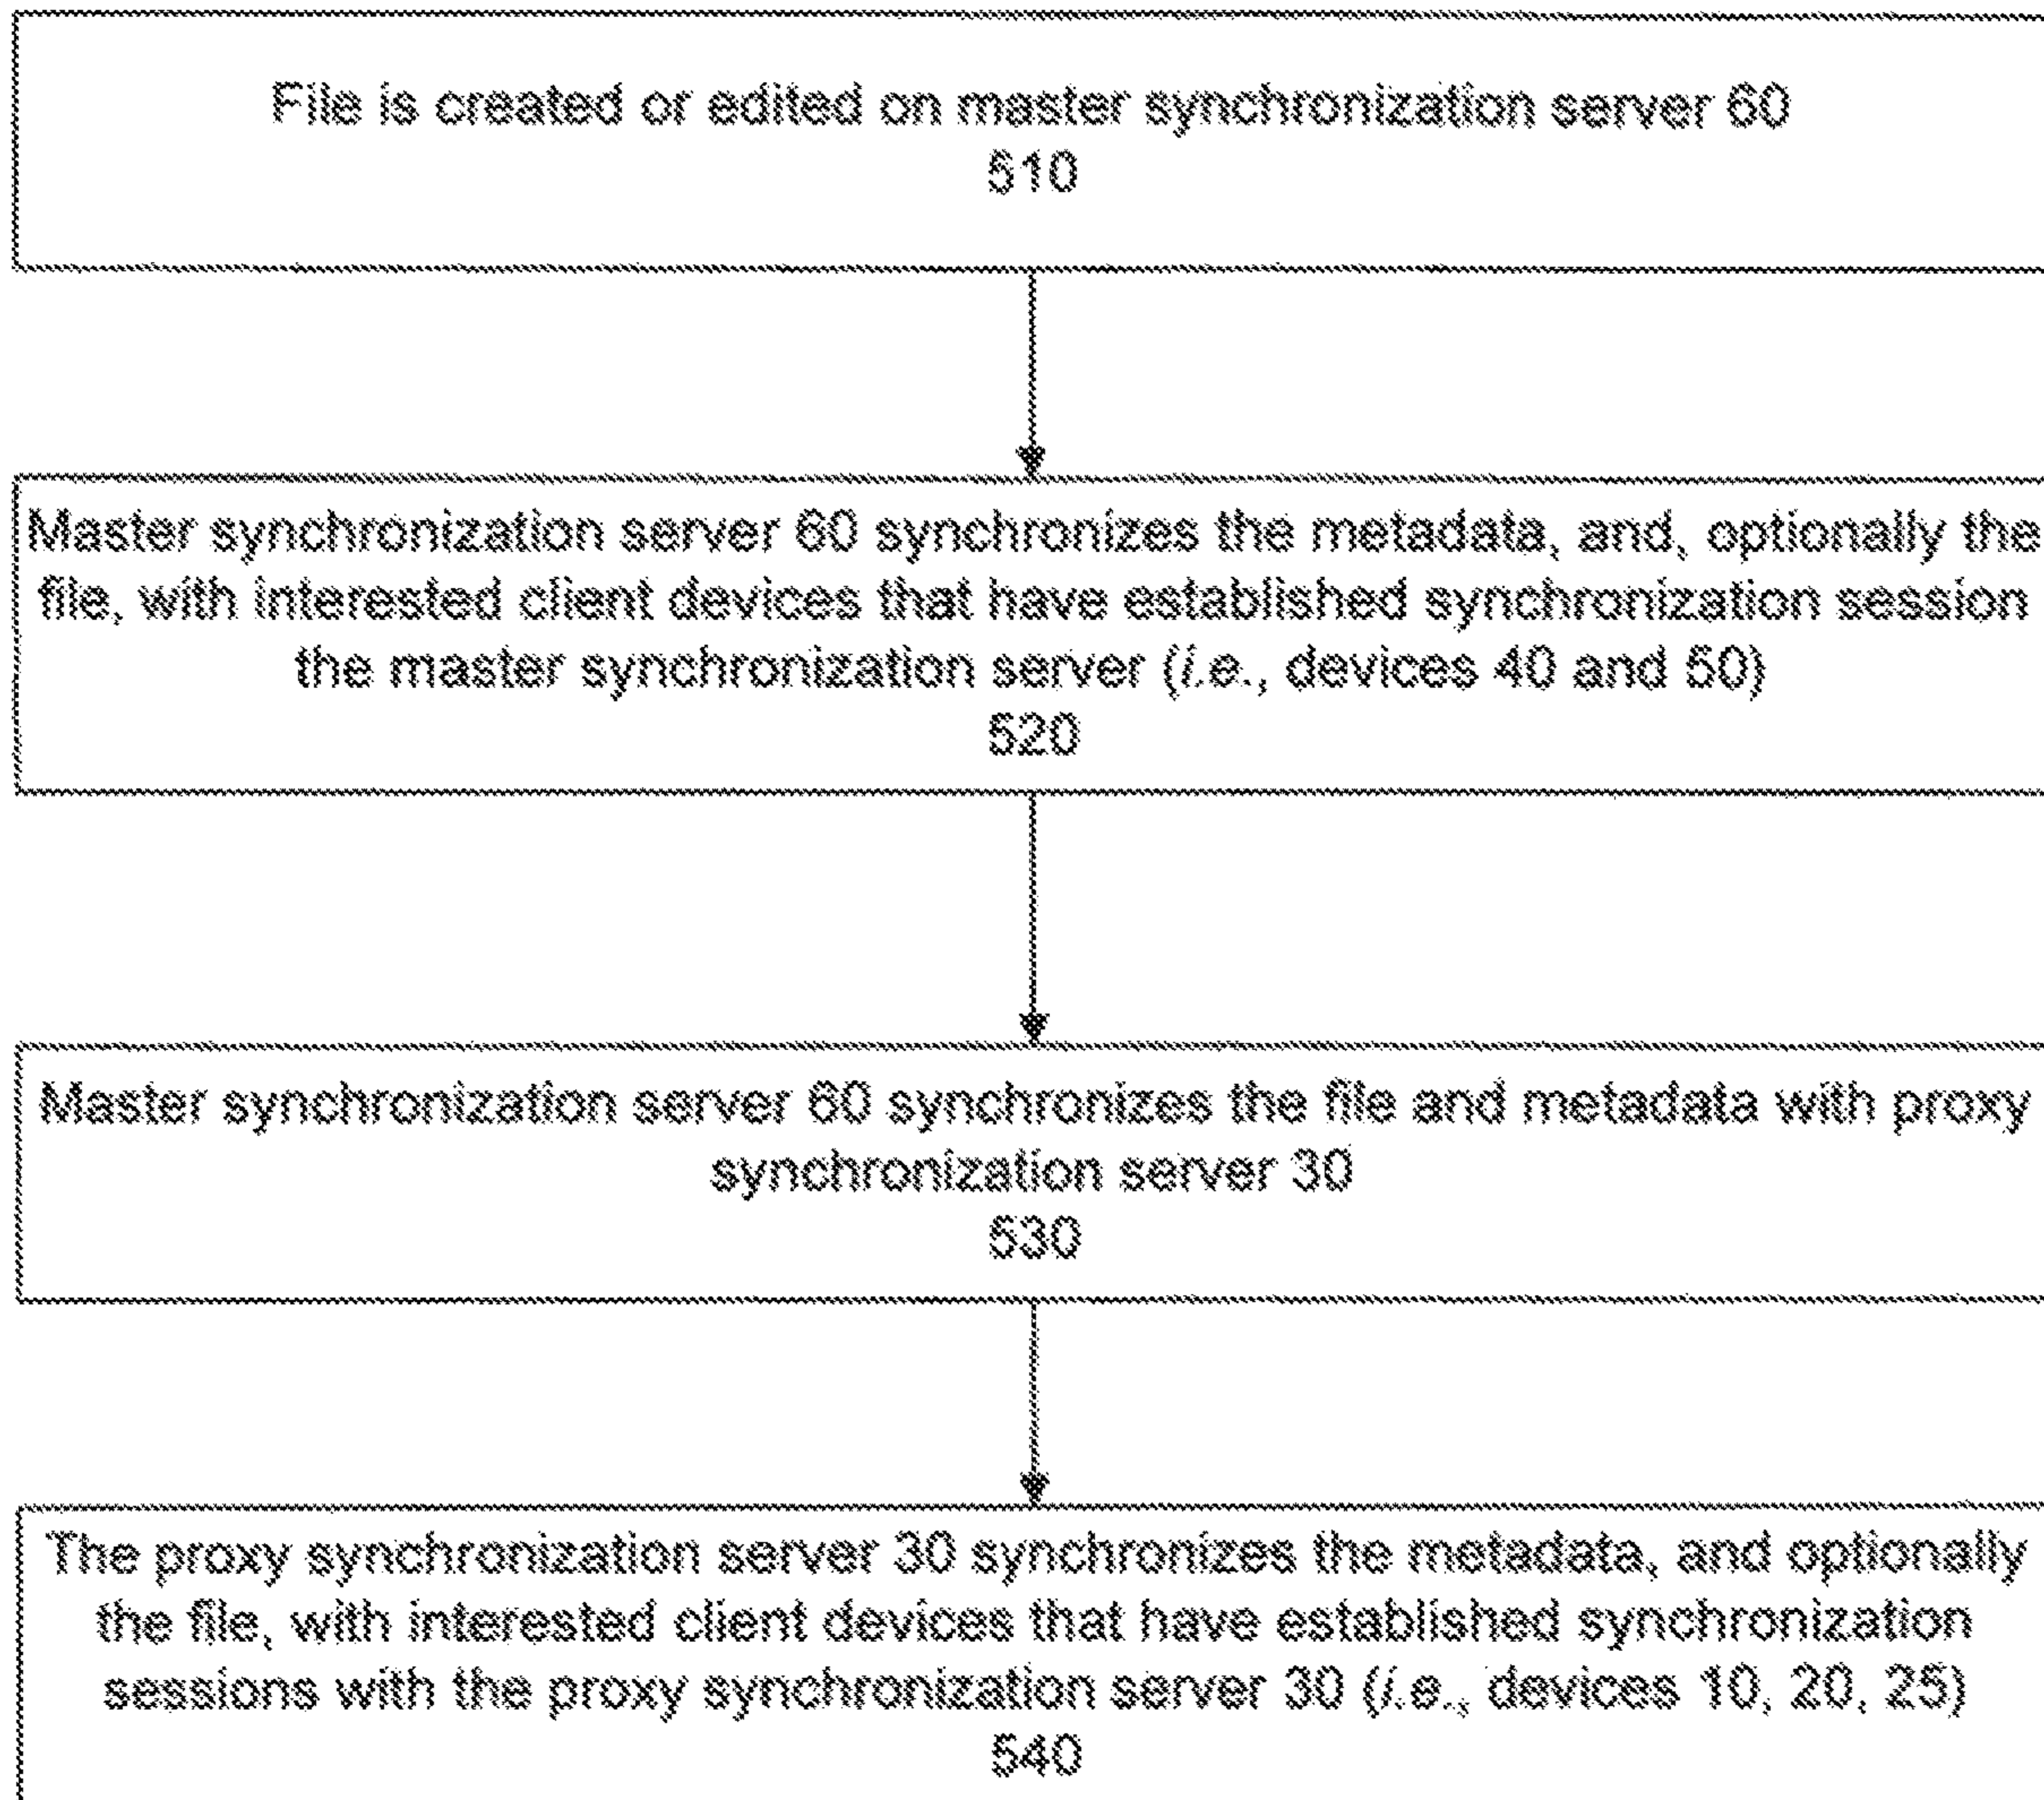 File is created or edited on master synchronization server 60
510
Master synchronization server 60 synchronizes the metadata, and, optionally the
file, with interested client devices that have established synchronization session
the master synchronization server (i.e., devices 40 and 50)
520
Master synchronization server 60 synchronizes the file and metadata with proxy
synchronization server 30
530
The proxy synchronization server 30 synchronizes the metadata, and optionally
the file, with interested client devices that have established synchronization
sessions with the proxy synchronization server 30 (i.e., devices 10, 20, 25)
540